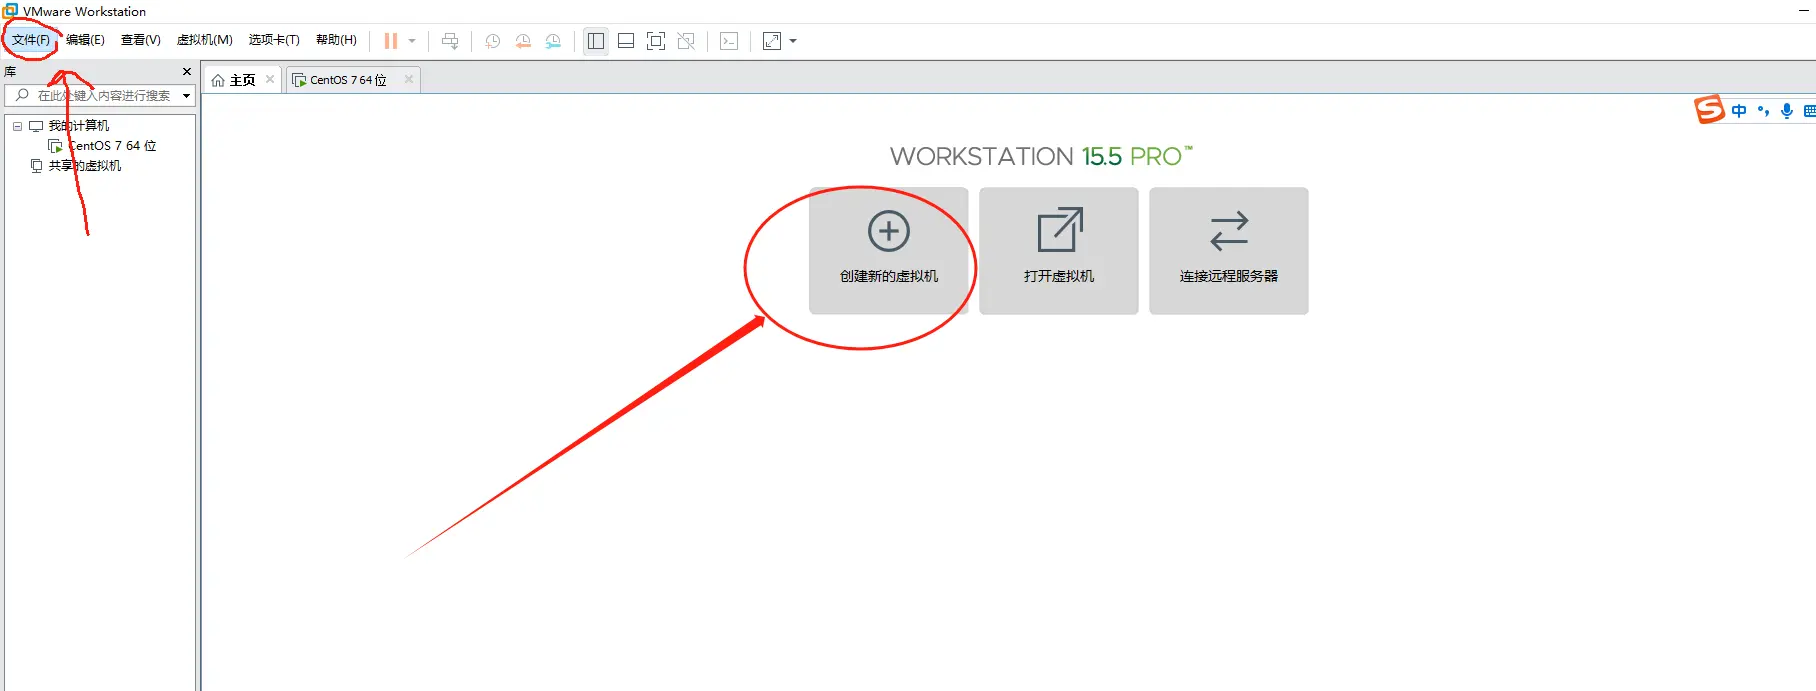 VMware Workstation
文件(F) 编辑(E) 查看(V) 虚拟机(M) 选项卡(T) 帮助(H)
库
在此处键入内容进行搜索
我的计算机
CentOS 7 64 位
共享的虚拟机
主页 CentOS 7 64 位
中
WORKSTATION 15.5 PRO™
创建新的虚拟机 打开虚拟机 连接远程服务器